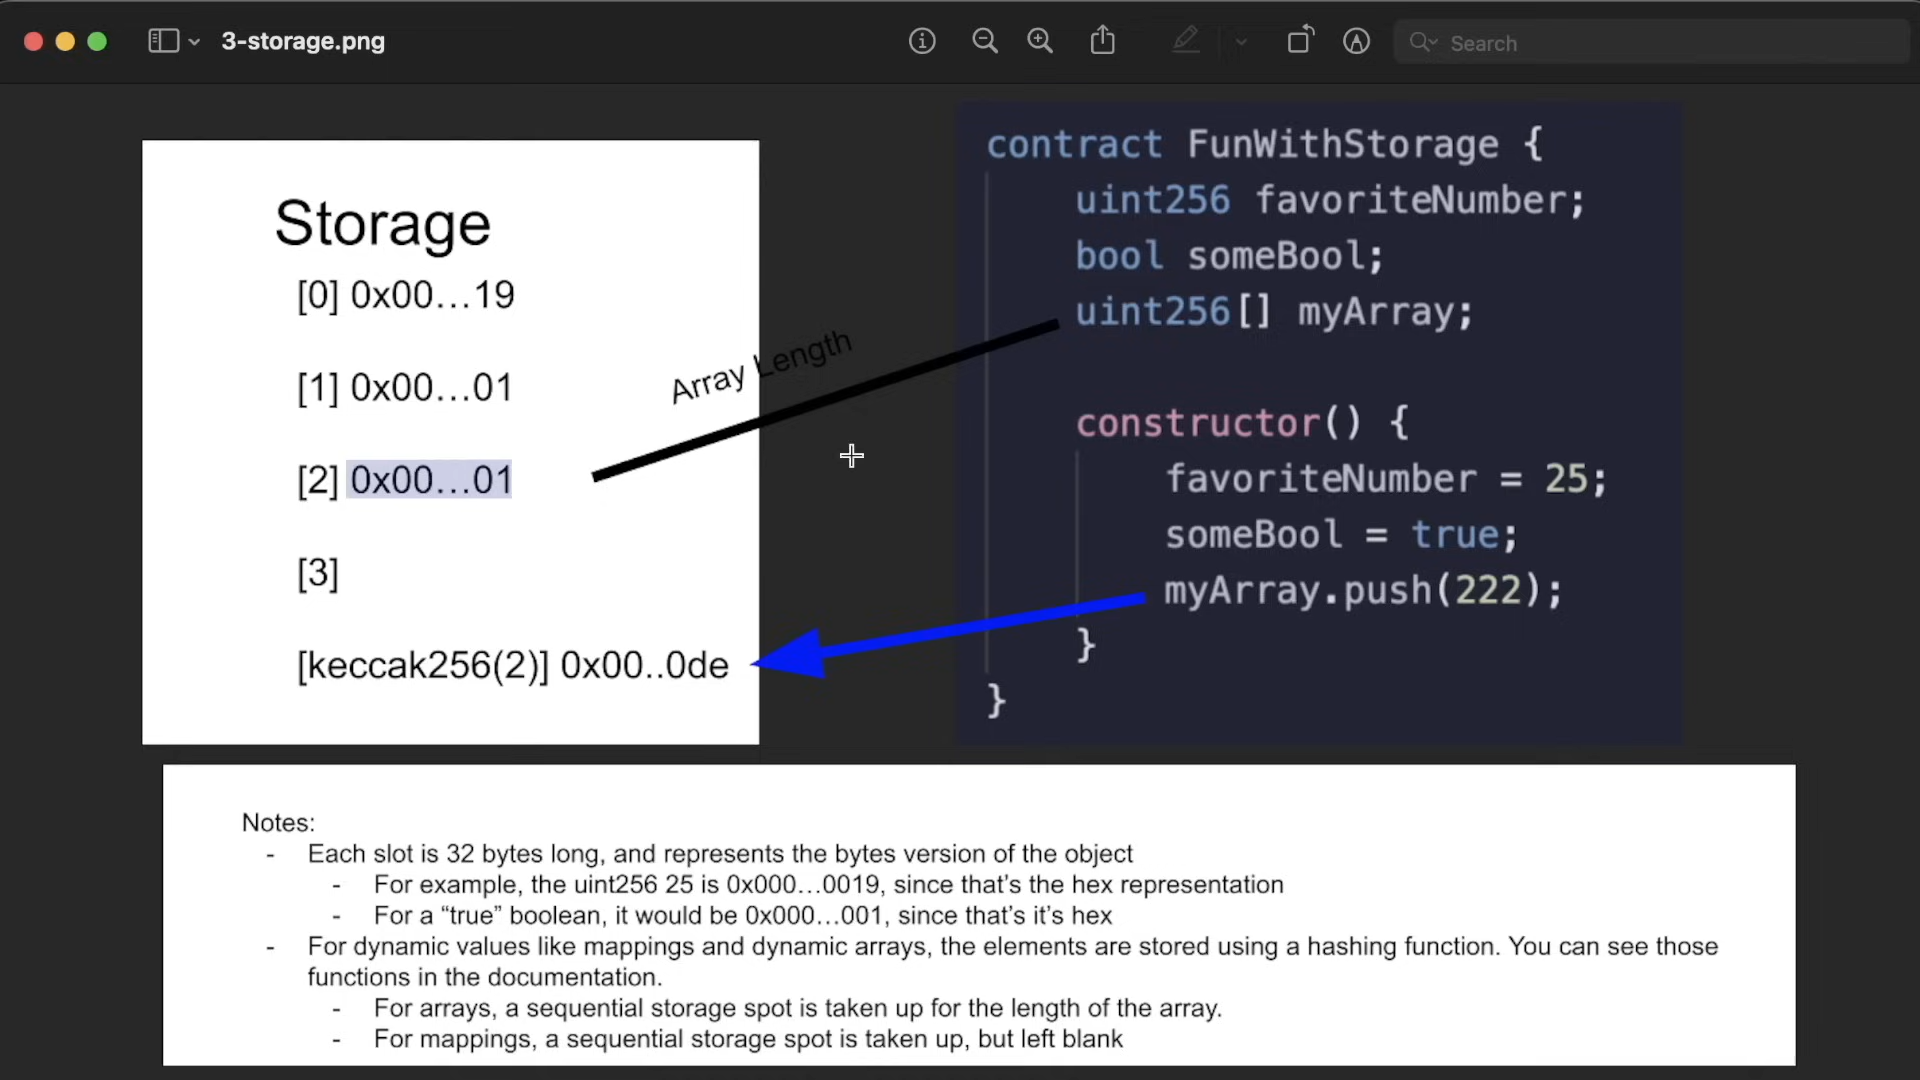 3-storage.png
Search
Storage
[0] 0x00...19
[1] 0x00...01
[2] 0x00...01
[3]
[keccak256(2)] 0x00..0de
Array Length
contract FunWithStorage {
uint256 favoriteNumber;
bool someBool;
uint256[] myArray;
constructor() {
favoriteNumber = 25;
someBool = true;
myArray.push(222);
}
}
Notes:
- Each slot is 32 bytes long, and represents the bytes version of the object
- For example, the uint256 25 is 0x000...0019, since that's the hex representation
- For a “true” boolean, it would be 0x000...001, since that's it's hex
- For dynamic values like mappings and dynamic arrays, the elements are stored using a hashing function. You can see those
functions in the documentation.
- For arrays, a sequential storage spot is taken up for the length of the array.
- For mappings, a sequential storage spot is taken up, but left blank